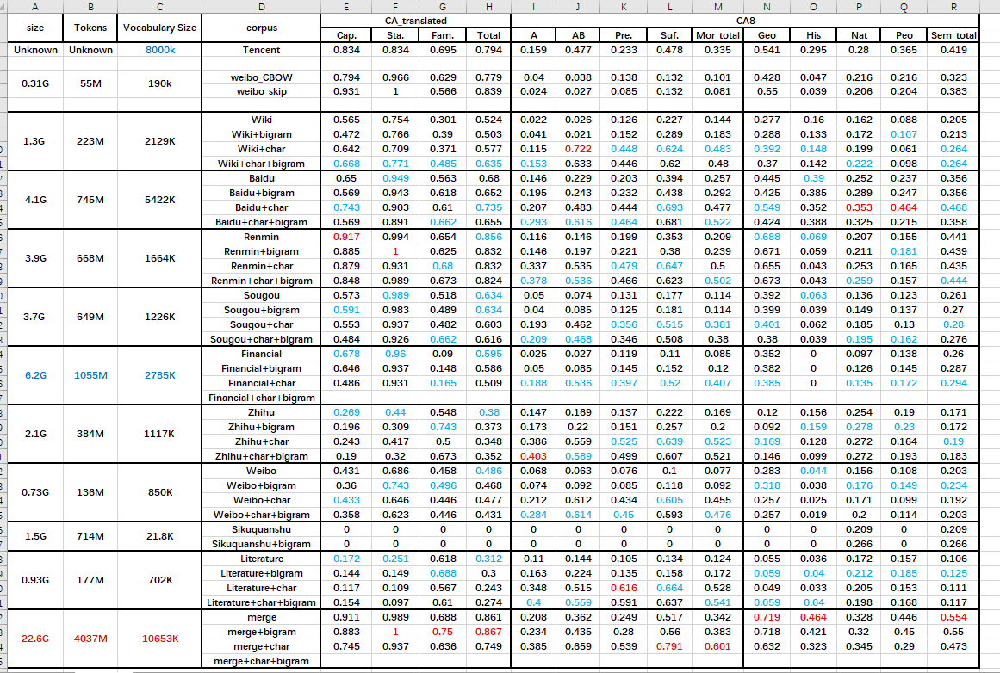 A B C D E F G H I J K L M N O P Q R
size Tokens Vocabulary Size corpus CA_translated CA8
Cap. Sta. Fam. Total A AB Pre. Suf. Mor_total Geo His Nat Peo Sem_total
Unknown Unknown 8000k Tencent 0.834 0.834 0.695 0.794 0.159 0.477 0.233 0.478 0.335 0.541 0.295 0.28 0.365 0.419
0.31G 55M 190k
weibo_CBOW 0.794 0.966 0.629 0.779 0.04 0.038 0.138 0.132 0.101 0.428 0.047 0.216 0.216 0.323
weibo_skip 0.931 1 0.566 0.839 0.024 0.027 0.085 0.132 0.081 0.55 0.039 0.206 0.204 0.383
1.3G 223M 2129K
Wiki 0.565 0.754 0.301 0.524 0.022 0.026 0.126 0.227 0.144 0.277 0.16 0.162 0.088 0.205
Wiki+bigram 0.472 0.766 0.39 0.503 0.041 0.021 0.152 0.289 0.183 0.288 0.133 0.172 0.107 0.213
Wiki+char 0.642 0.709 0.371 0.577 0.115 0.722 0.448 0.624 0.483 0.392 0.148 0.199 0.061 0.264
Wiki+char+bigram 0.668 0.771 0.485 0.635 0.153 0.633 0.446 0.62 0.48 0.37 0.142 0.222 0.098 0.264
4.1G 745M 5422K
Baidu 0.65 0.949 0.563 0.68 0.146 0.229 0.203 0.394 0.257 0.445 0.39 0.252 0.237 0.356
Baidu+bigram 0.569 0.943 0.618 0.652 0.195 0.243 0.232 0.438 0.292 0.425 0.385 0.289 0.247 0.356
Baidu+char 0.743 0.903 0.61 0.735 0.207 0.483 0.444 0.693 0.477 0.549 0.352 0.353 0.464 0.468
Baidu+char+bigram 0.569 0.891 0.662 0.655 0.293 0.616 0.464 0.681 0.522 0.424 0.388 0.325 0.215 0.358
3.9G 668M 1664K
Renmin 0.917 0.994 0.654 0.856 0.116 0.146 0.199 0.353 0.209 0.688 0.069 0.207 0.155 0.441
Renmin+bigram 0.885 1 0.625 0.832 0.146 0.197 0.221 0.38 0.239 0.671 0.059 0.211 0.181 0.439
Renmin+char 0.879 0.931 0.68 0.832 0.337 0.535 0.479 0.647 0.5 0.655 0.043 0.253 0.165 0.435
Renmin+char+bigram 0.848 0.989 0.673 0.824 0.378 0.536 0.466 0.623 0.502 0.673 0.043 0.259 0.157 0.444
3.7G 649M 1226K
Sougou 0.573 0.989 0.518 0.634 0.05 0.074 0.131 0.177 0.114 0.392 0.063 0.136 0.123 0.261
Sougou+bigram 0.591 0.983 0.489 0.634 0.04 0.085 0.125 0.181 0.114 0.399 0.039 0.149 0.137 0.27
Sougou+char 0.553 0.937 0.482 0.603 0.193 0.462 0.356 0.515 0.381 0.401 0.062 0.185 0.13 0.28
Sougou+char+bigram 0.484 0.926 0.662 0.616 0.209 0.468 0.346 0.508 0.38 0.38 0.039 0.195 0.162 0.276
6.2G 1055M 2785K
Financial 0.678 0.96 0.09 0.595 0.025 0.027 0.119 0.11 0.085 0.352 0 0.097 0.138 0.26
Financial+bigram 0.646 0.937 0.148 0.586 0.05 0.085 0.145 0.152 0.12 0.382 0 0.126 0.145 0.287
Financial+char 0.486 0.931 0.165 0.509 0.188 0.536 0.397 0.52 0.407 0.385 0 0.135 0.172 0.294
Financial+char+bigram
2.1G 384M 1117K
Zhihu 0.269 0.44 0.548 0.38 0.147 0.169 0.137 0.222 0.169 0.12 0.156 0.254 0.19 0.171
Zhihu+bigram 0.196 0.309 0.743 0.373 0.173 0.22 0.151 0.257 0.2 0.092 0.159 0.278 0.23 0.172
Zhihu+char 0.243 0.417 0.5 0.348 0.386 0.559 0.525 0.639 0.523 0.169 0.128 0.272 0.164 0.19
Zhihu+char+bigram 0.19 0.32 0.673 0.352 0.403 0.589 0.499 0.607 0.521 0.146 0.099 0.272 0.193 0.183
0.73G 136M 850K
Weibo 0.431 0.686 0.458 0.486 0.068 0.063 0.076 0.1 0.077 0.283 0.044 0.156 0.108 0.203
Weibo+bigram 0.36 0.743 0.496 0.468 0.074 0.092 0.085 0.118 0.092 0.318 0.038 0.176 0.149 0.234
Weibo+char 0.433 0.646 0.446 0.477 0.212 0.612 0.434 0.605 0.455 0.257 0.025 0.171 0.099 0.192
Weibo+char+bigram 0.358 0.623 0.446 0.431 0.284 0.614 0.45 0.593 0.476 0.257 0.019 0.2 0.114 0.203
1.5G 714M 21.8K
Sikuquanshu 0 0 0 0 0 0 0 0 0 0 0 0.209 0 0.209
Sikuquanshu+bigram 0 0 0 0 0 0 0 0 0 0 0 0.266 0 0.266
0.93G 177M 702K
Literature 0.172 0.251 0.618 0.312 0.11 0.144 0.105 0.134 0.124 0.055 0.036 0.172 0.157 0.106
Literature+bigram 0.144 0.149 0.688 0.3 0.163 0.224 0.135 0.158 0.172 0.059 0.04 0.212 0.185 0.125
Literature+char 0.117 0.109 0.567 0.243 0.348 0.515 0.616 0.664 0.528 0.049 0.033 0.205 0.153 0.111
Literature+char+bigram 0.154 0.097 0.61 0.274 0.4 0.559 0.591 0.637 0.541 0.059 0.04 0.198 0.168 0.117
22.6G 4037M 10653K
merge 0.911 0.989 0.688 0.861 0.208 0.362 0.249 0.517 0.342 0.719 0.464 0.328 0.446 0.554
merge+bigram 0.883 1 0.75 0.867 0.234 0.435 0.28 0.56 0.383 0.718 0.421 0.32 0.45 0.55
merge+char 0.745 0.937 0.636 0.749 0.385 0.659 0.539 0.791 0.601 0.632 0.323 0.345 0.29 0.473
merge+char+bigram